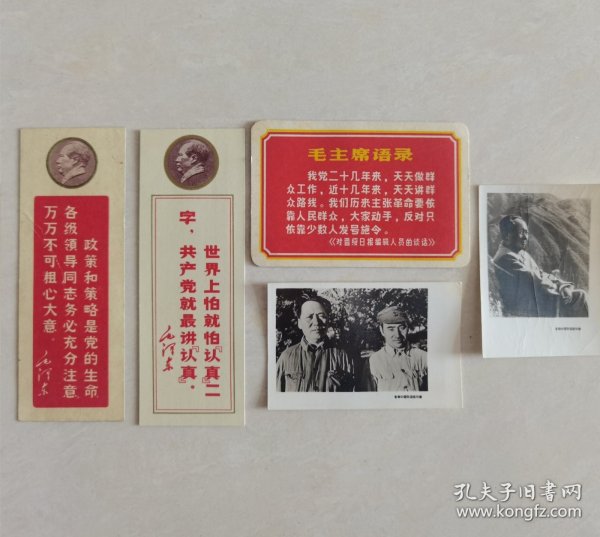 政策和策略是党的生命
各级领导同志务必充分注意,
万万不可粗心大意。
毛泽东
世界上怕就怕“认真”二
字,共产党就最讲“认真”。
毛泽东
毛主席语录
我党二十几年来,天天做群
众工作,近十几年来,天天讲群
众路线。我们历来主张革命要依
靠人民群众,大家动手,反对只
依靠少数人发号施令。
《对晋绥日报编辑人员的谈话》
孔夫子旧书网
www.kongfz.com